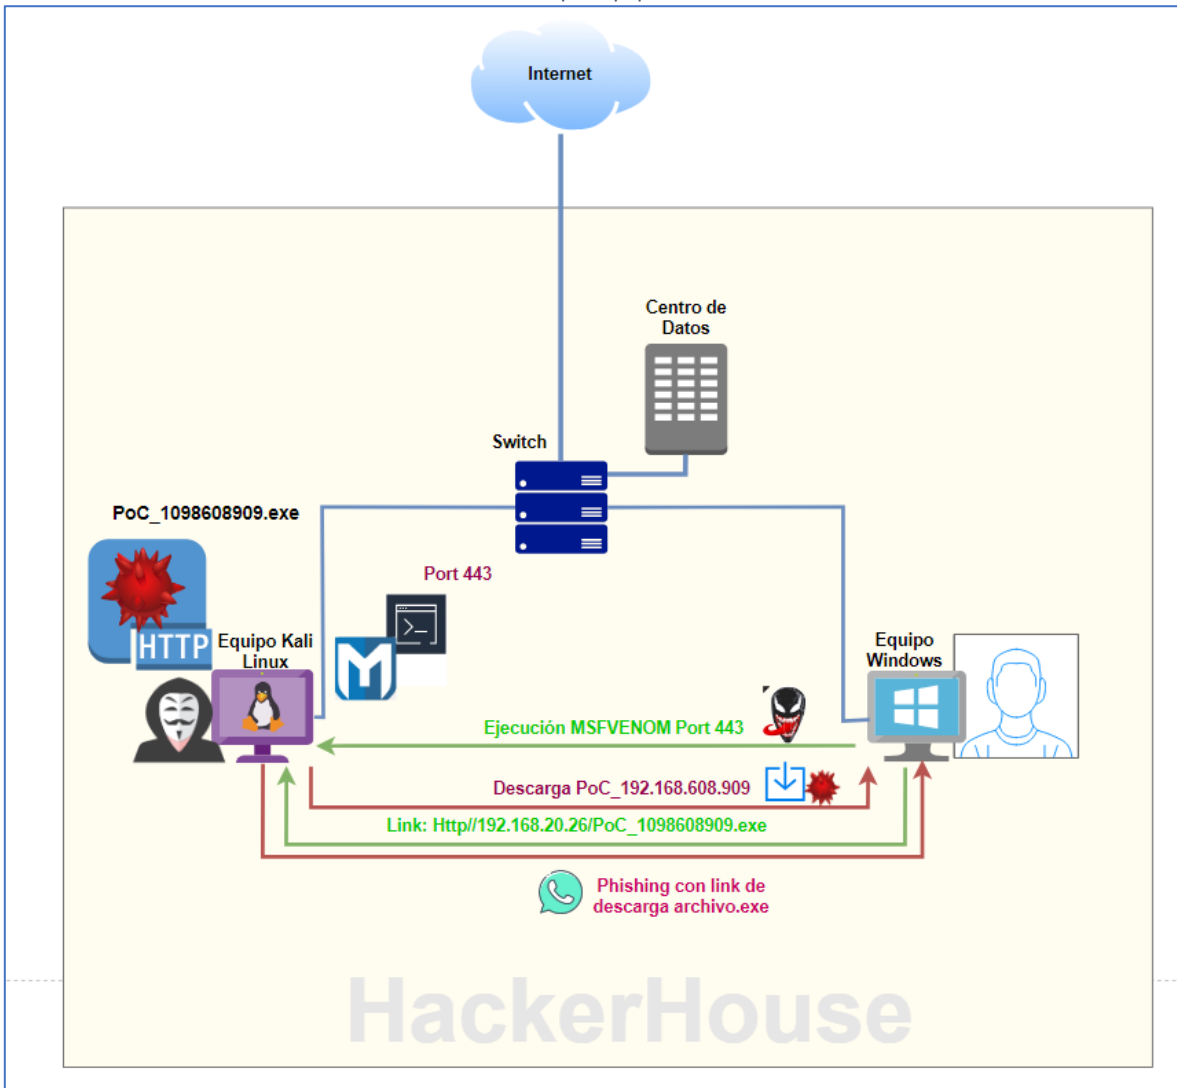 Internet
Centro de
Datos
Switch
PoC_1098608909.exe
Port 443
HTTP
Equipo Kali
Linux
Equipo
Windows
Ejecución MSFVENOM Port 443
Descarga PoC_192.168.608.909
Link: Http//192.168.20.26/PoC_1098608909.exe
Phishing con link de
descarga archivo.exe
HackerHouse